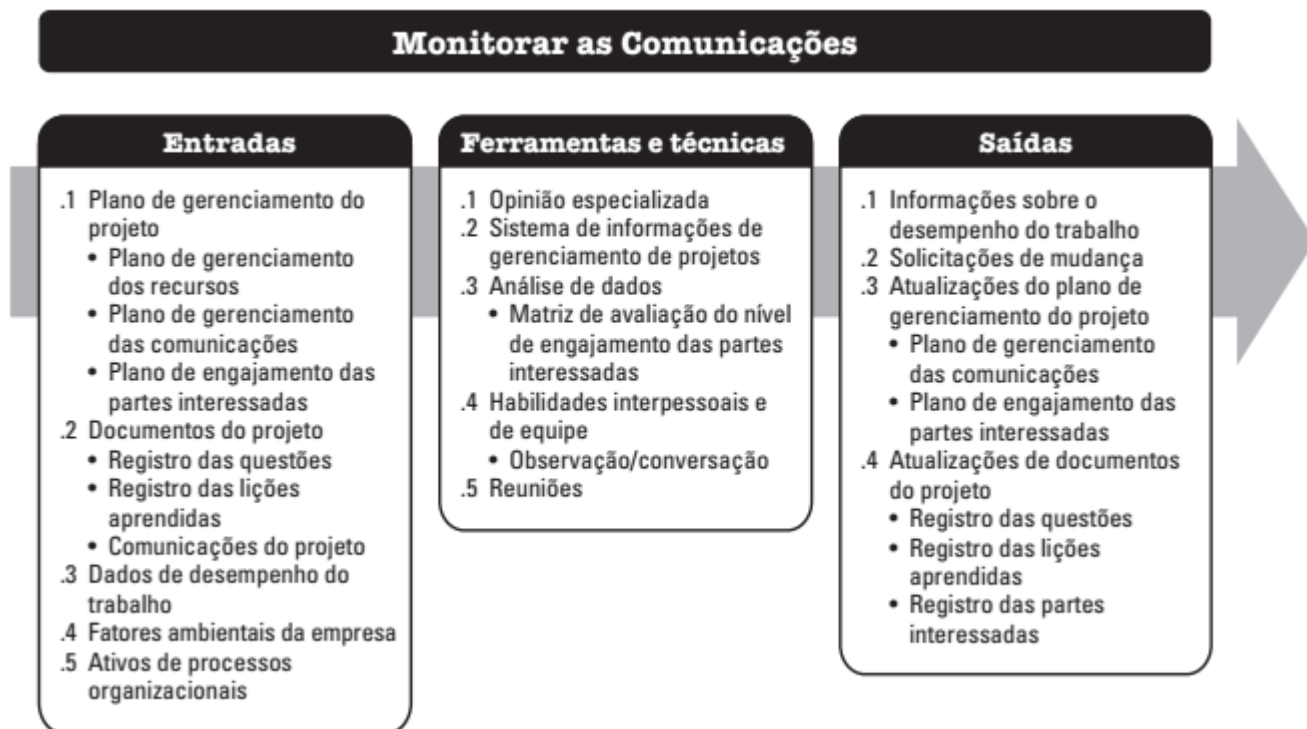 Monitorar as Comunicações
Entradas
.1 Plano de gerenciamento do
projeto
• Plano de gerenciamento
dos recursos
• Plano de gerenciamento
das comunicações
• Plano de engajamento das
partes interessadas
.2 Documentos do projeto
• Registro das questões
• Registro das lições
aprendidas
• Comunicações do projeto
.3 Dados de desempenho do
trabalho
.4 Fatores ambientais da empresa
.5 Ativos de processos
organizacionais
Ferramentas e técnicas
.1 Opinião especializada
.2 Sistema de informações de
gerenciamento de projetos
.3 Análise de dados
• Matriz de avaliação do nível
de engajamento das partes
interessadas
.4 Habilidades interpessoais e
de equipe
• Observação/conversação
.5 Reuniões
Saídas
.1 Informações sobre o
desempenho do trabalho
.2 Solicitações de mudança
.3 Atualizações do plano de
gerenciamento do projeto
• Plano de gerenciamento
das comunicações
• Plano de engajamento das
partes interessadas
.4 Atualizações de documentos
do projeto
• Registro das questões
• Registro das lições
aprendidas
• Registro das partes
interessadas